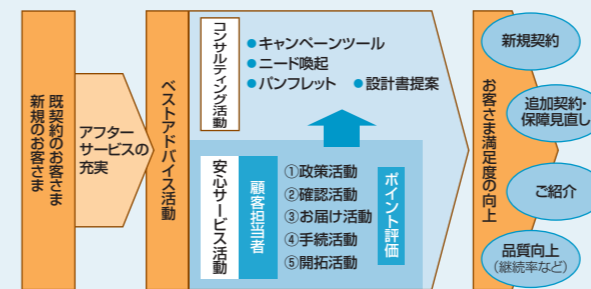 新規のお客さま
既契約のお客さま
アフター
サービスの
充実
ベストアドバイス活動
コンサルティング活動
●キャンペーンツール
●ニード喚起
●パンフレット ●設計書提案
安心サービス活動
顧客担当者
①政策活動
②確認活動
③お届け活動
④手続活動
⑤開拓活動
ポイント評価
お客さま満足度の向上
新規契約
追加契約・
保障見直し
ご紹介
品質向上
(継続率など)